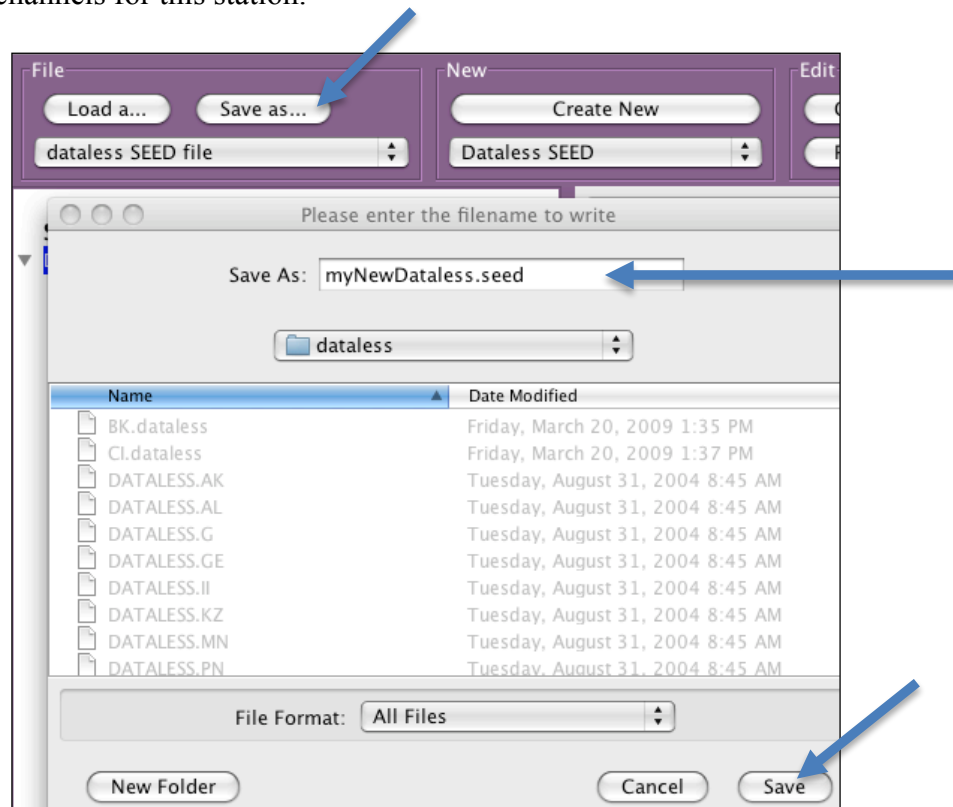 channels for this station.
File New Edit
Load a... Save as... Create New
dataless SEED file Dataless SEED
Please enter the filename to write
Save As: myNewDataless.seed
dataless
Name Date Modified
BK.dataless Friday, March 20, 2009 1:35 PM
CI.dataless Friday, March 20, 2009 1:37 PM
DATALESS.AK Tuesday, August 31, 2004 8:45 AM
DATALESS.AL Tuesday, August 31, 2004 8:45 AM
DATALESS.G Tuesday, August 31, 2004 8:45 AM
DATALESS.GE Tuesday, August 31, 2004 8:45 AM
DATALESS.II Tuesday, August 31, 2004 8:45 AM
DATALESS.KZ Tuesday, August 31, 2004 8:45 AM
DATALESS.MN Tuesday, August 31, 2004 8:45 AM
DATALESS.PN Tuesday, August 31, 2004 8:45 AM
File Format: All Files
New Folder Cancel Save